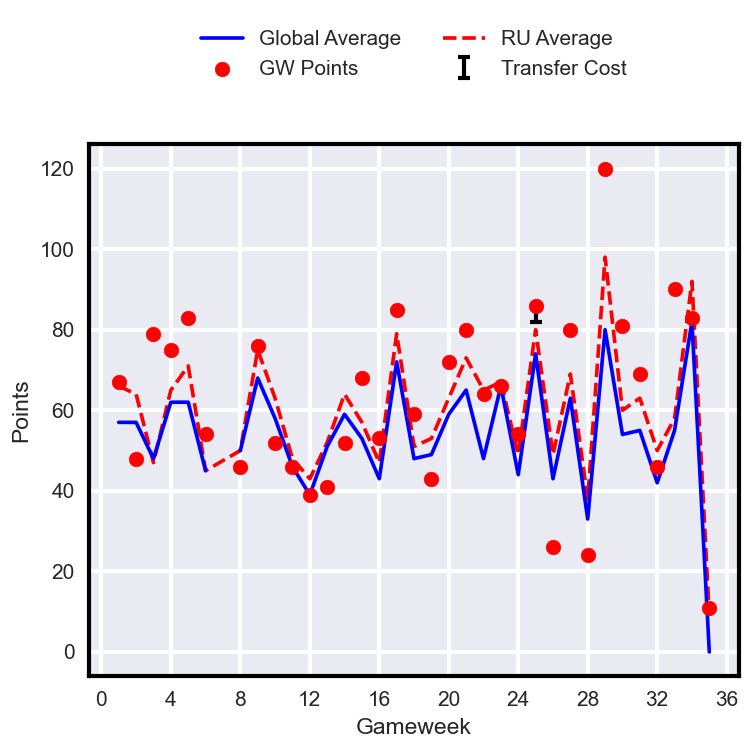 Global Average
RU Average
GW Points
Transfer Cost
120
100
80
60
40
20
0
Points
0 4 8 12 16 20 24 28 32 36
Gameweek